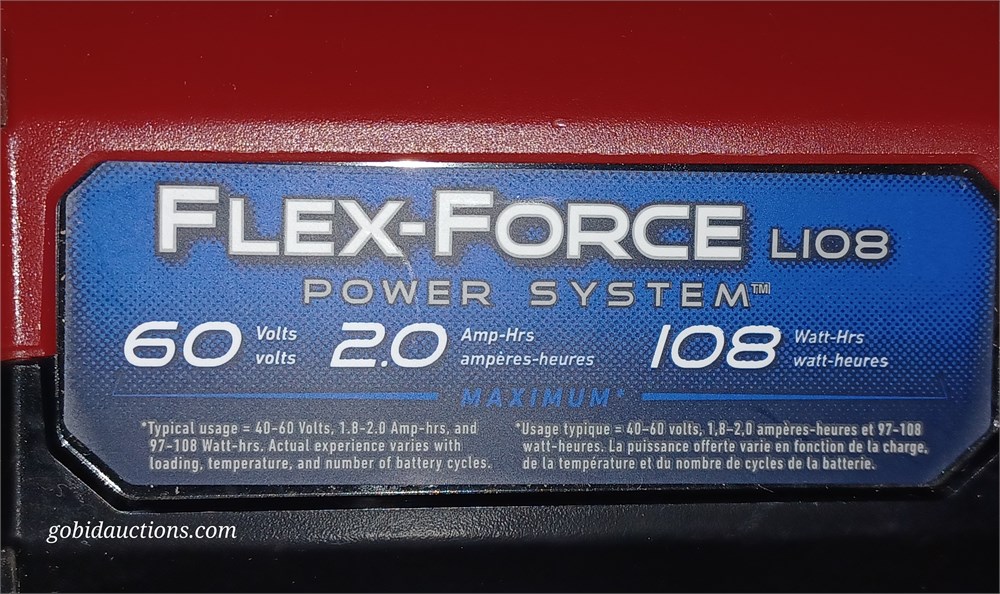 FLEX-FORCE L108
POWER SYSTEM™
60 Volts volts 2.0 Amp-Hrs ampères-heures 108 Watt-Hrs watt-heures
MAXIMUM*
*Typical usage = 40-60 Volts, 1.8-2.0 Amp-hrs, and
97-108 Watt-hrs. Actual experience varies with
loading, temperature, and number of battery cycles.
*Usage typique = 40-60 volts, 1,8-2,0 ampères-heures et 97-108
watt-heures. La puissance offerte varie en fonction de la charge,
de la température et du nombre de cycles de la batterie.
gobidauctions.com